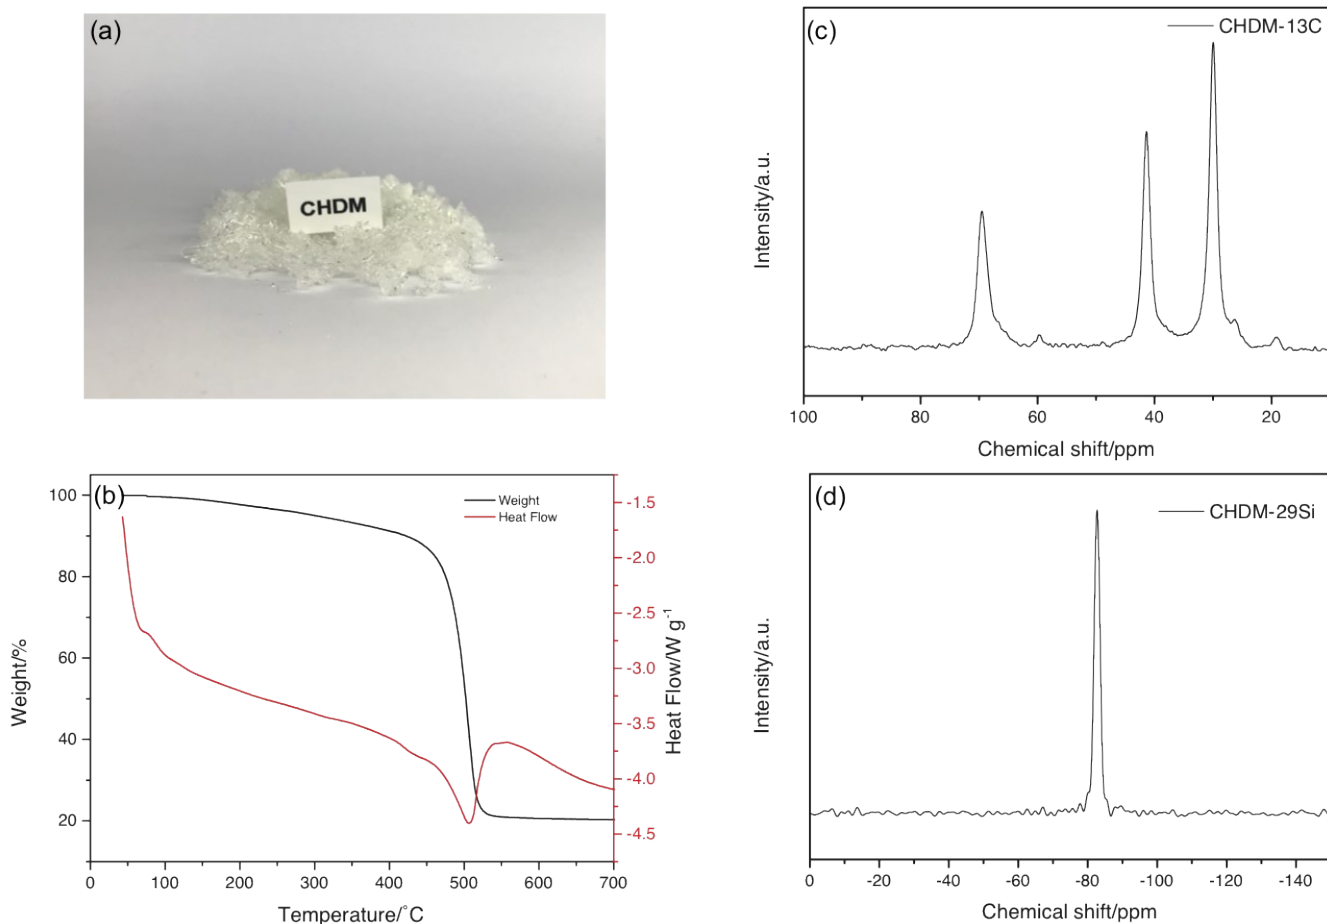 (a)
CHDM
(b)
Weight
Heat Flow
100
80
60
40
20
-1.5
-2.0
-2.5
-3.0
-3.5
-4.0
-4.5
0 100 200 300 400 500 600 700
Weight/%
Heat Flow/W g⁻¹
Temperature/°C
(c)
CHDM-13C
Intensity/a.u.
100 80 60 40 20
Chemical shift/ppm
(d)
CHDM-29Si
Intensity/a.u.
0 -20 -40 -60 -80 -100 -120 -140
Chemical shift/ppm